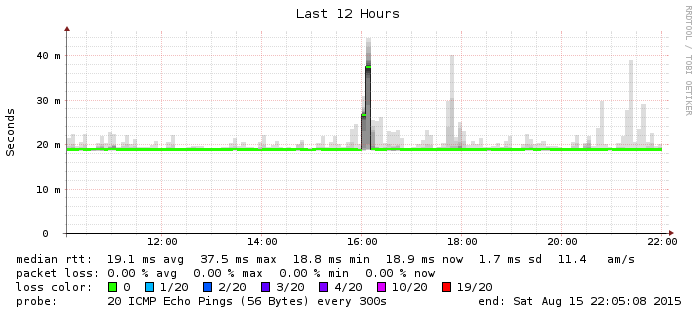 Last 12 Hours
RRDTOOL / TOBI OETIKER
Seconds
40 m
30 m
20 m
10 m
0
12:00 14:00 16:00 18:00 20:00 22:00
median rtt: 19.1 ms avg 37.5 ms max 18.8 ms min 18.9 ms now 1.7 ms sd 11.4 am/s
packet loss: 0.00 % avg 0.00 % max 0.00 % min 0.00 % now
loss color: 0 1/20 2/20 3/20 4/20 10/20 19/20
probe: 20 ICMP Echo Pings (56 Bytes) every 300s end: Sat Aug 15 22:05:08 2015